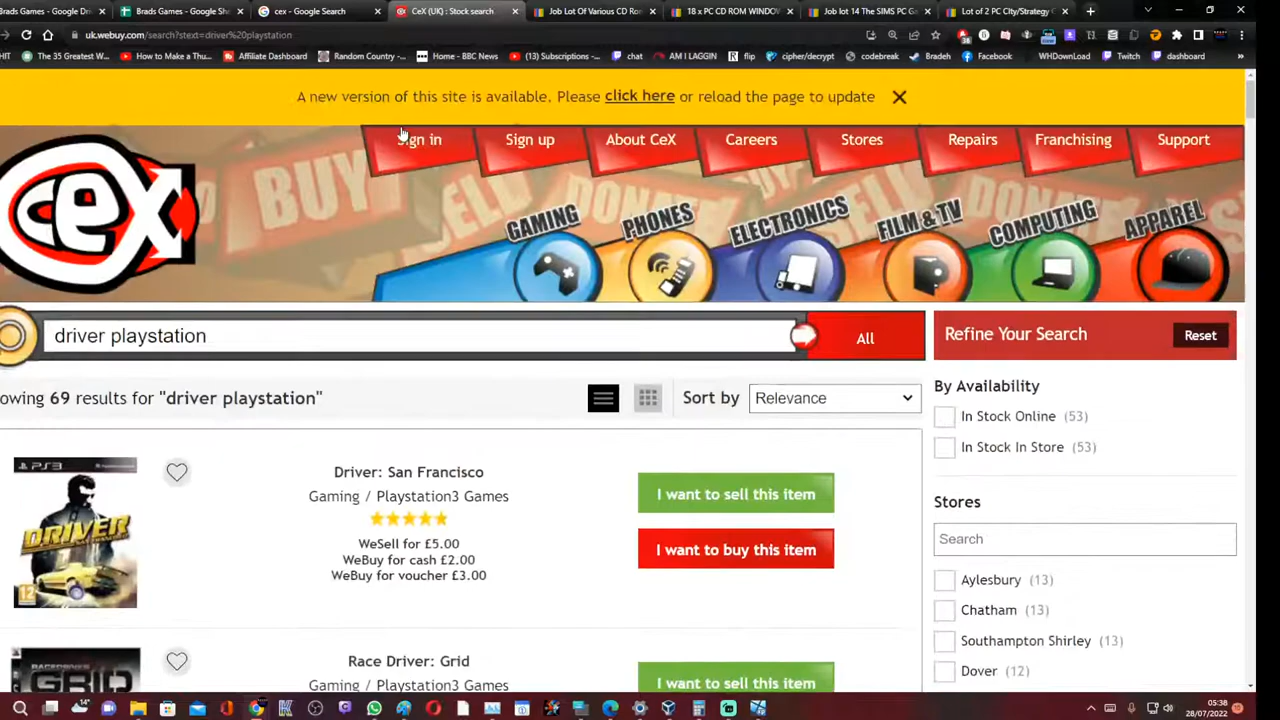 Brads Games - Google Dri
Brads Games - Google Sh
cex - Google Search
CeX (UK) : Stock search
Job Lot Of Various CD Ro
18 x PC CD ROM WINDOW
Job lot 14 The SIMS PC G
Lot of 2 PC City/Strategy
uk.webuy.com/search?stext=driver%20playstation
HIT
The 35 Greatest W...
How to Make a Thu...
Affiliate Dashboard
Random Country -...
Home - BBC News
(13) Subscriptions -...
chat
AM I LAGGIN
flip
cipher/decrypt
codebreak
Bradeh
Facebook
WHDownLoad
Twitch
dashboard
A new version of this site is available. Please click here or reload the page to update
Sign in
Sign up
About CeX
Careers
Stores
Repairs
Franchising
Support
BUY
SELL
DONATE
cex
GAMING
PHONES
ELECTRONICS
FILM & TV
COMPUTING
APPAREL
driver playstation
All
Refine Your Search
Reset
owing 69 results for "driver playstation"
Sort by
Relevance
By Availability
In Stock Online (53)
In Stock In Store (53)
PS3
DRIVER
12
Driver: San Francisco
Gaming / Playstation3 Games
WeSell for £5.00
WeBuy for cash £2.00
WeBuy for voucher £3.00
I want to sell this item
I want to buy this item
Stores
Search
Aylesbury (13)
Chatham (13)
Southampton Shirley (13)
Dover (12)
GRID
Race Driver: Grid
Gaming / Playstation3 Games
I want to sell this item
14°
05:38
28/07/2022